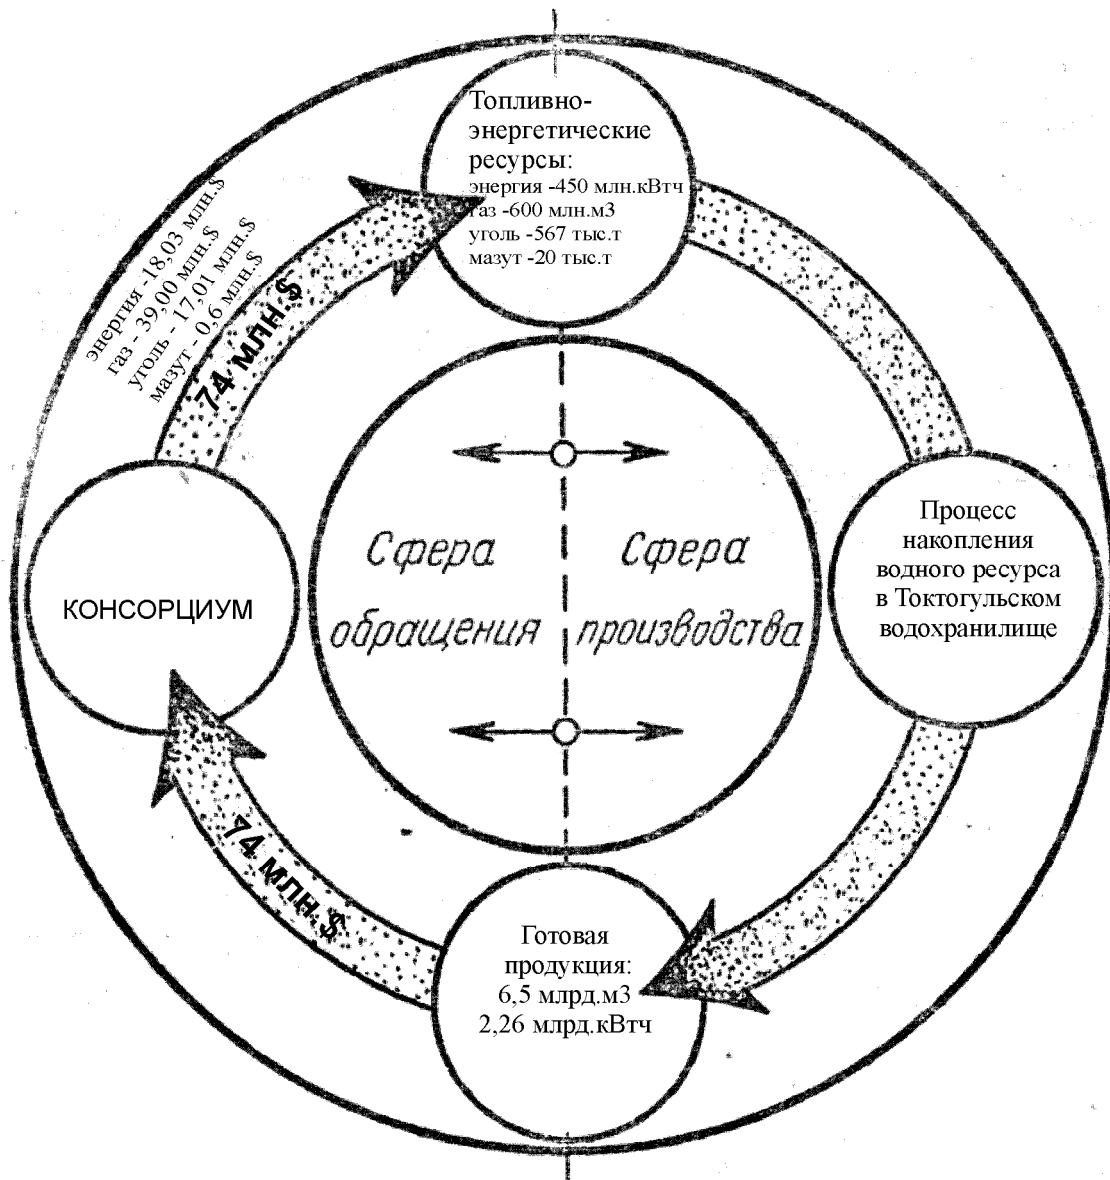 Топливно-
энергетические
ресурсы:
энергия -450 млн.кВтч
газ -600 млн.м3
уголь -567 тыс.т
мазут -20 тыс.т
энергия -18,03 млн.$
газ - 39,00 млн.$
уголь - 17,01 млн.$
мазут - 0,6 млн.$
74 млн.$
Сфера
обращения
Сфера
производства
КОНСОРЦИУМ
Процесс
накопления
водного ресурса
в Токтогульском
водохранилище
74 млн.$
Готовая
продукция:
6,5 млрд.м3
2,26 млрд.кВтч